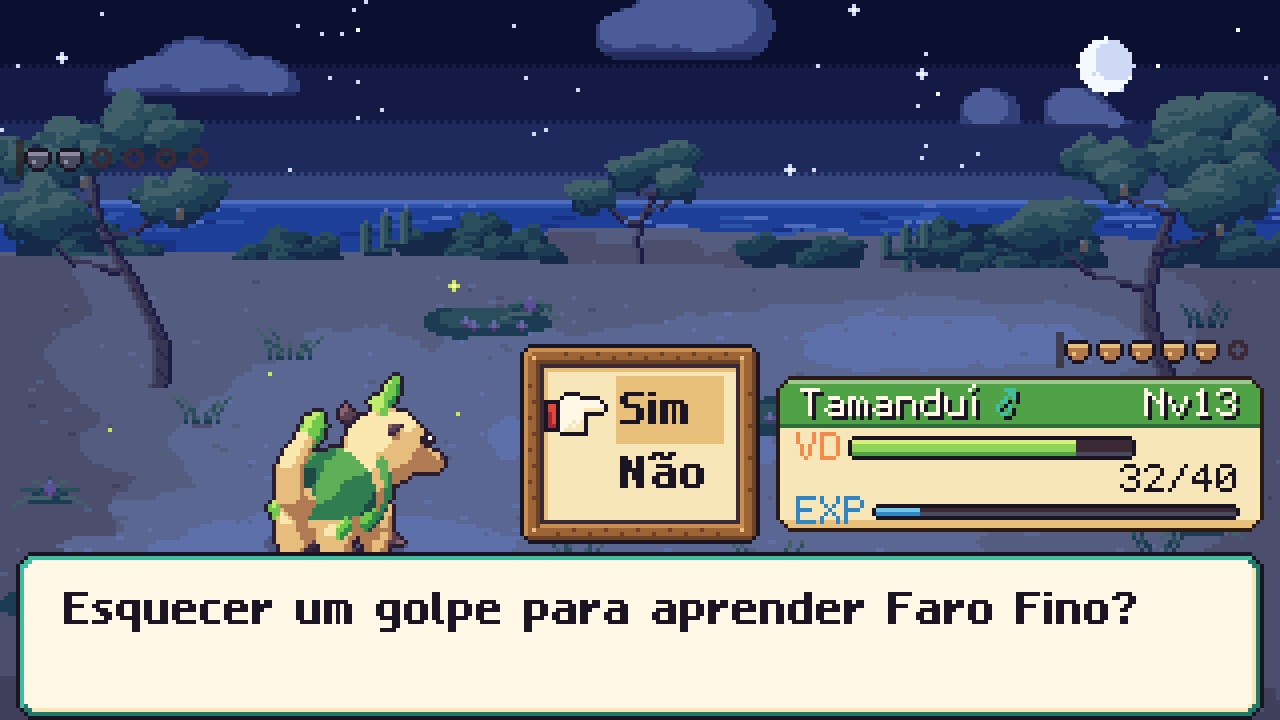 Sim
Não
Tamanduí ♂ Nv13
VD
32/40
EXP
Esquecer um golpe para aprender Faro Fino?